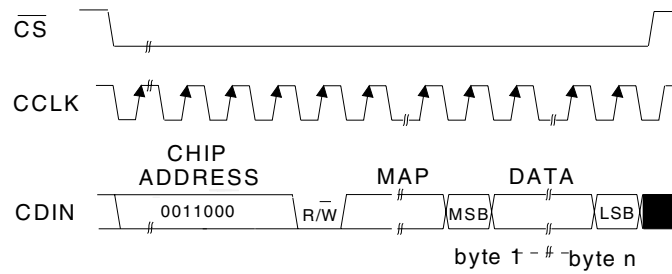 CS
CCLK
CHIP
ADDRESS
MAP
DATA
CDIN
0011000
R/W
MSB
LSB
byte 1
byte n